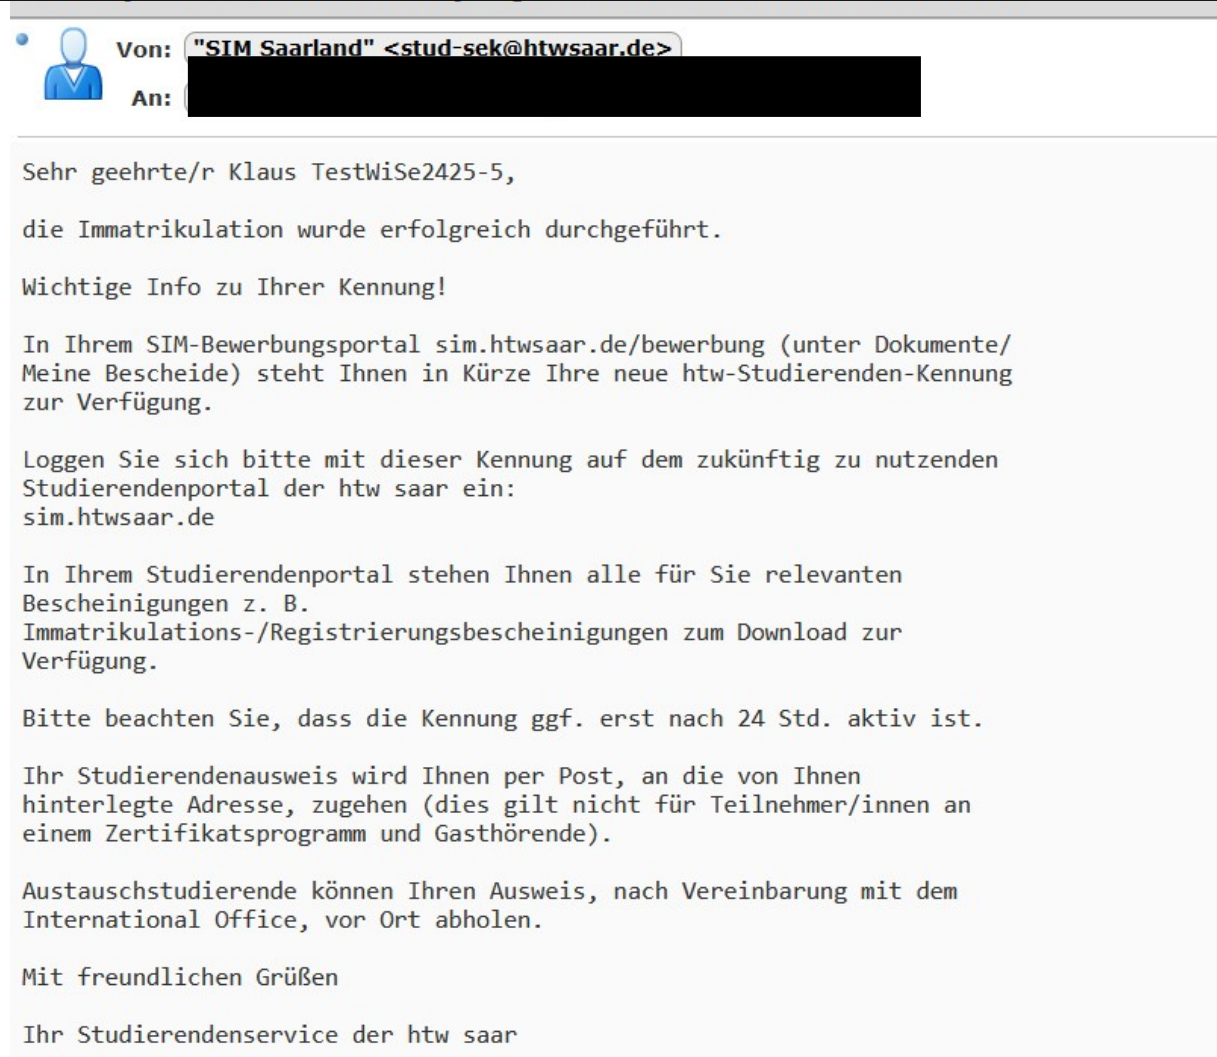 Von: "SIM Saarland" <stud-sek@htwsaar.de>
An:
Sehr geehrte/r Klaus TestWiSe2425-5,
die Immatrikulation wurde erfolgreich durchgeführt.
Wichtige Info zu Ihrer Kennung!
In Ihrem SIM-Bewerbungsportal sim.htwsaar.de/bewerbung (unter Dokumente/
Meine Bescheide) steht Ihnen in Kürze Ihre neue htw-Studierenden-Kennung
zur Verfügung.
Loggen Sie sich bitte mit dieser Kennung auf dem zukünftig zu nutzenden
Studierendenportal der htw saar ein:
sim.htwsaar.de
In Ihrem Studierendenportal stehen Ihnen alle für Sie relevanten
Bescheinigungen z. B.
Immatrikulations-/Registrierungsbescheinigungen zum Download zur
Verfügung.
Bitte beachten Sie, dass die Kennung ggf. erst nach 24 Std. aktiv ist.
Ihr Studierendenausweis wird Ihnen per Post, an die von Ihnen
hinterlegte Adresse, zugehen (dies gilt nicht für Teilnehmer/innen an
einem Zertifikatsprogramm und Gasthörende).
Austauschstudierende können Ihren Ausweis, nach Vereinbarung mit dem
International Office, vor Ort abholen.
Mit freundlichen Grüßen
Ihr Studierendenservice der htw saar